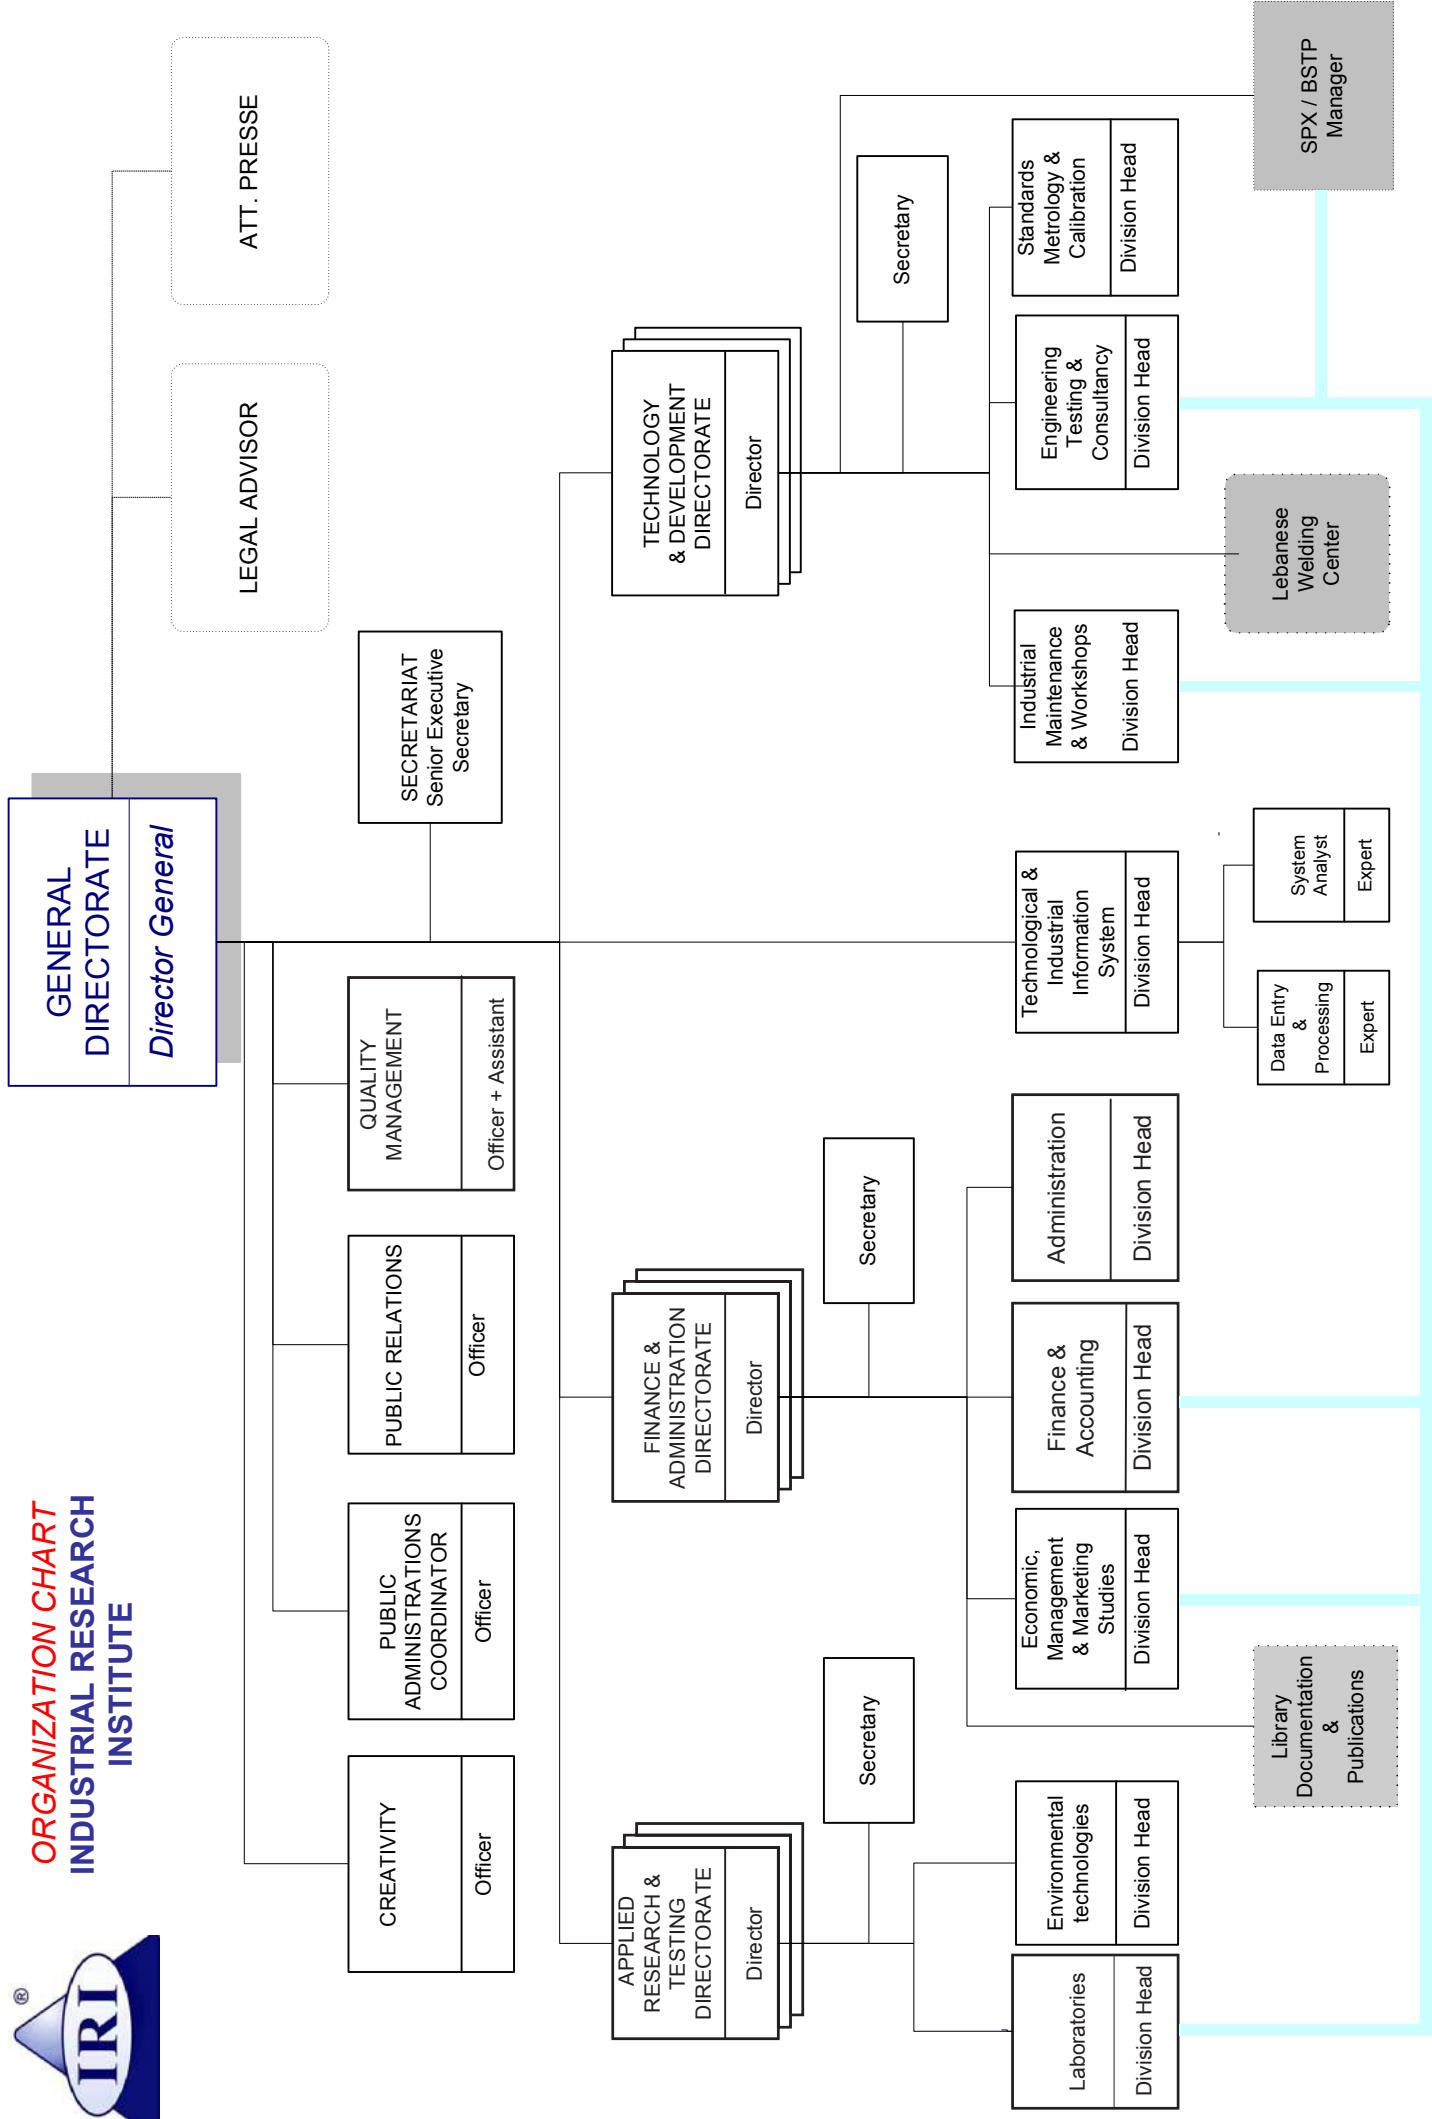 IRI
®
ORGANIZATION CHART
INDUSTRIAL RESEARCH
INSTITUTE
GENERAL
DIRECTORATE
Director General
LEGAL ADVISOR
ATT. PRESSE
SECRETARIAT
Senior Executive
Secretary
CREATIVITY
Officer
PUBLIC
ADMINISTRATIONS
COORDINATOR
Officer
PUBLIC RELATIONS
Officer
QUALITY
MANAGEMENT
Officer + Assistant
APPLIED
RESEARCH &
TESTING
DIRECTORATE
Director
FINANCE &
ADMINISTRATION
DIRECTORATE
Director
TECHNOLOGY
& DEVELOPMENT
DIRECTORATE
Director
Secretary
Secretary
Secretary
Laboratories
Division Head
Environmental
technologies
Division Head
Economic,
Management
& Marketing
Studies
Division Head
Finance &
Accounting
Division Head
Administration
Division Head
Technological &
Industrial
Information
System
Division Head
Industrial
Maintenance
& Workshops
Division Head
Engineering
Testing &
Consultancy
Division Head
Standards
Metrology &
Calibration
Division Head
Library
Documentation
&
Publications
Data Entry
&
Processing
Expert
System
Analyst
Expert
Lebanese
Welding
Center
SPX / BSTP
Manager